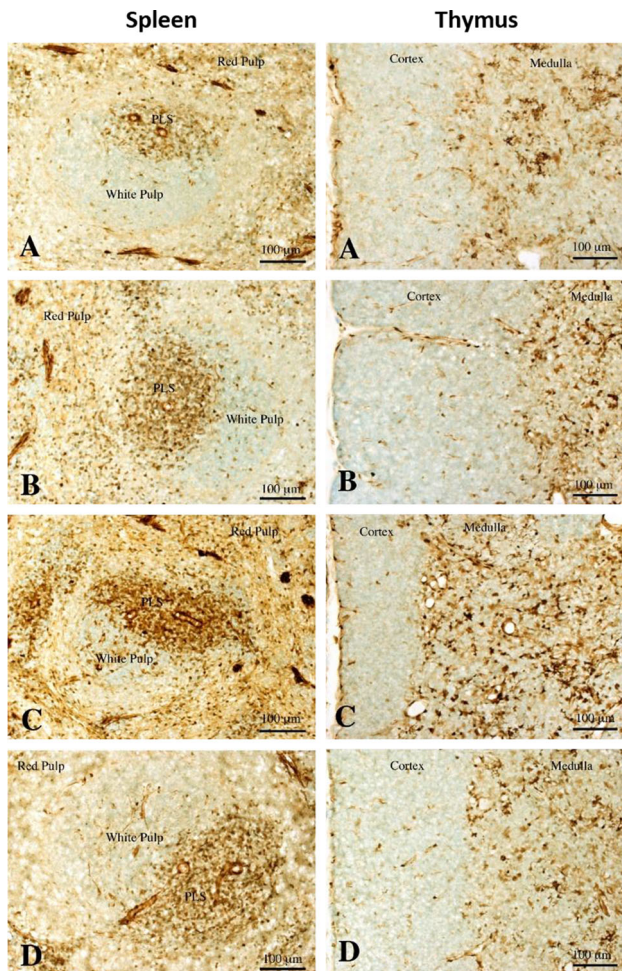 Spleen
Thymus
Red Pulp
PLS
White Pulp
A
100 μm
Cortex
Medulla
A
100 μm
Red Pulp
PLS
White Pulp
B
100 μm
Cortex
Medulla
B
100 μm
Red Pulp
PLS
White Pulp
C
100 μm
Cortex
Medulla
C
100 μm
Red Pulp
White Pulp
PLS
D
100 μm
Cortex
Medulla
D
100 μm